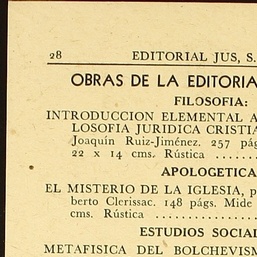 28 EDITORIAL JUS, S.
OBRAS DE LA EDITORIA
FILOSOFIA:
INTRODUCCION ELEMENTAL A
LOSOFIA JURIDICA CRISTIA
Joaquín Ruiz-Jiménez. 257 pág
22 x 14 cms. Rústica .......
APOLOGETICA
EL MISTERIO DE LA IGLESIA, p
berto Clerissac. 148 págs. Mide
cms. Rústica ...........
ESTUDIOS SOCIAL
METAFISICA DEL BOLCHEVISM